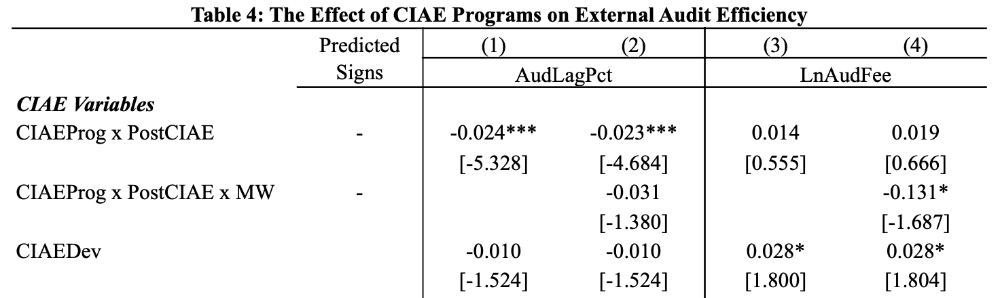 Table 4: The Effect of CIAE Programs on External Audit Efficiency
Predicted Signs (1) (2) (3) (4)
AudLagPct LnAudFee
CIAE Variables
CIAEProg x PostCIAE - -0.024*** -0.023*** 0.014 0.019
[-5.328] [-4.684] [0.555] [0.666]
CIAEProg x PostCIAE x MW - -0.031 -0.131*
[-1.380] [-1.687]
CIAEDev -0.010 -0.010 0.028* 0.028*
[-1.524] [-1.524] [1.800] [1.804]